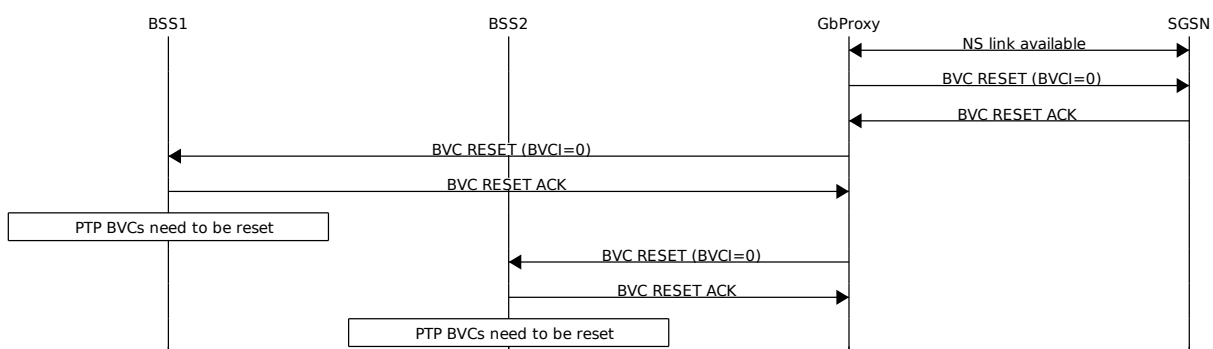 BSS1 BSS2 GbProxy SGSN
NS link available
BVC RESET (BVCI=0)
BVC RESET ACK
BVC RESET (BVCI=0)
BVC RESET ACK
PTP BVCs need to be reset
BVC RESET (BVCI=0)
BVC RESET ACK
PTP BVCs need to be reset